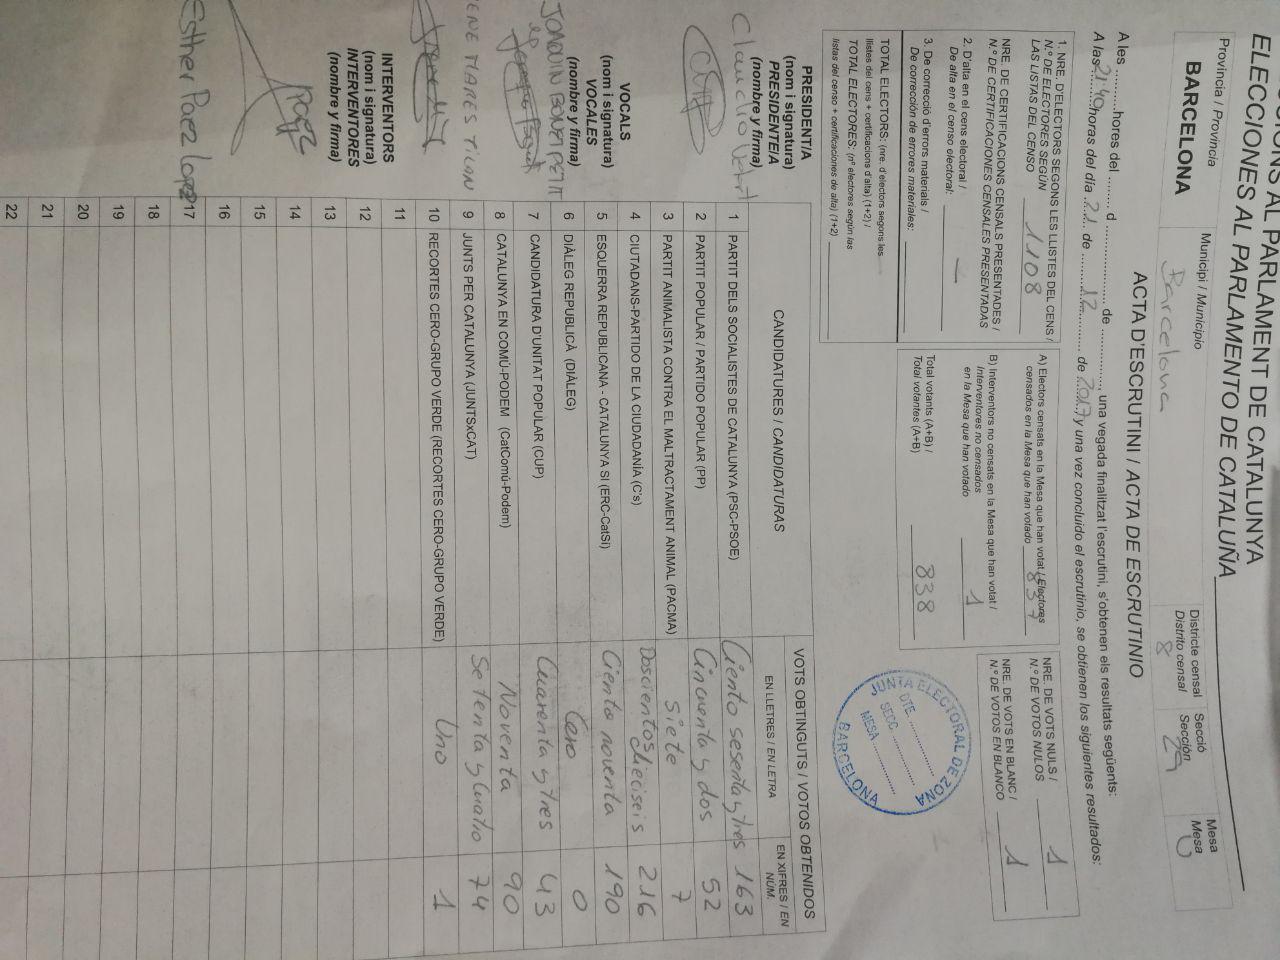 ELECCIONS AL PARLAMENT DE CATALUNYA
ELECCIONES AL PARLAMENTO DE CATALUÑA
Província / Provincia
BARCELONA
Municipi / Municipio
Barcelona
Districte censal
Distrito censal
8
Secció
Sección
29
Mesa
Mesa
U
ACTA D'ESCRUTINI / ACTA DE ESCRUTINIO
A les ..........hores del ........ d .................... de ..............., una vegada finalitzat l'escrutini, s'obtenen els resultats següents:
A las 21:40 horas del día 21 de 12 de 2017 y una vez concluido el escrutinio, se obtienen los siguientes resultados:
1. NRE. D'ELECTORS SEGONS LES LLISTES DEL CENS /
N.º DE ELECTORES SEGÚN
LAS LISTAS DEL CENSO 1108
NRE. DE CERTIFICACIONS CENSALS PRESENTADES /
N.º DE CERTIFICACIONES CENSALES PRESENTADAS
2. D'alta en el cens electoral /
De alta en el censo electoral: —
3. De correcció d'errors materials /
De corrección de errores materiales:
TOTAL ELECTORS: (nre. d'electors segons les
llistes del cens + certificacions d'alta) (1+2) /
TOTAL ELECTORES: (nº electores según las
listas del censo + certificaciones de alta) (1+2)
A) Electors censats en la Mesa que han votat / Electores
censados en la Mesa que han votado 837
B) Interventors no censats en la Mesa que han votat /
Interventores no censados
en la Mesa que han votado 1
Total votants (A+B) /
Total votantes (A+B) 838
NRE. DE VOTS NULS /
N.º DE VOTOS NULOS 1
NRE. DE VOTS EN BLANC /
N.º DE VOTOS EN BLANCO 1
JUNTA ELECTORAL DE ZONA
DTE. ...............
SECC. ...............
MESA ...............
BARCELONA
PRESIDENT/A
(nom i signatura)
PRESIDENTE/A
(nombre y firma)
Claudio
VOCALS
(nom i signatura)
VOCALES
(nombre y firma)
JOAQUIN BONET PETIT
MARES
INTERVENTORS
(nom i signatura)
INTERVENTORES
(nombre y firma)
Paez
Esther Paez Lopez
CANDIDATURES / CANDIDATURAS
VOTS OBTINGUTS / VOTOS OBTENIDOS
EN LLETRES / EN LETRA
EN XIFRES / EN NÚM.
1 PARTIT DELS SOCIALISTES DE CATALUNYA (PSC-PSOE) Ciento sesenta y tres 163
2 PARTIT POPULAR / PARTIDO POPULAR (PP) Cincuenta y dos 52
3 PARTIT ANIMALISTA CONTRA EL MALTRACTAMENT ANIMAL (PACMA) siete 7
4 CIUTADANS-PARTIDO DE LA CIUDADANÍA (C's) Doscientos dieciseis 216
5 ESQUERRA REPUBLICANA - CATALUNYA SI (ERC-CatSí) Ciento noventa 190
6 DIÀLEG REPUBLICÀ (DIÀLEG) Cero 0
7 CANDIDATURA D'UNITAT POPULAR (CUP) Cuarenta y tres 43
8 CATALUNYA EN COMÚ-PODEM (CatComú-Podem) Noventa 90
9 JUNTS PER CATALUNYA (JUNTSxCAT) Setenta y Cuatro 74
10 RECORTES CERO-GRUPO VERDE (RECORTES CERO-GRUPO VERDE) Uno 1
11
12
13
14
15
16
17
18
19
20
21
22